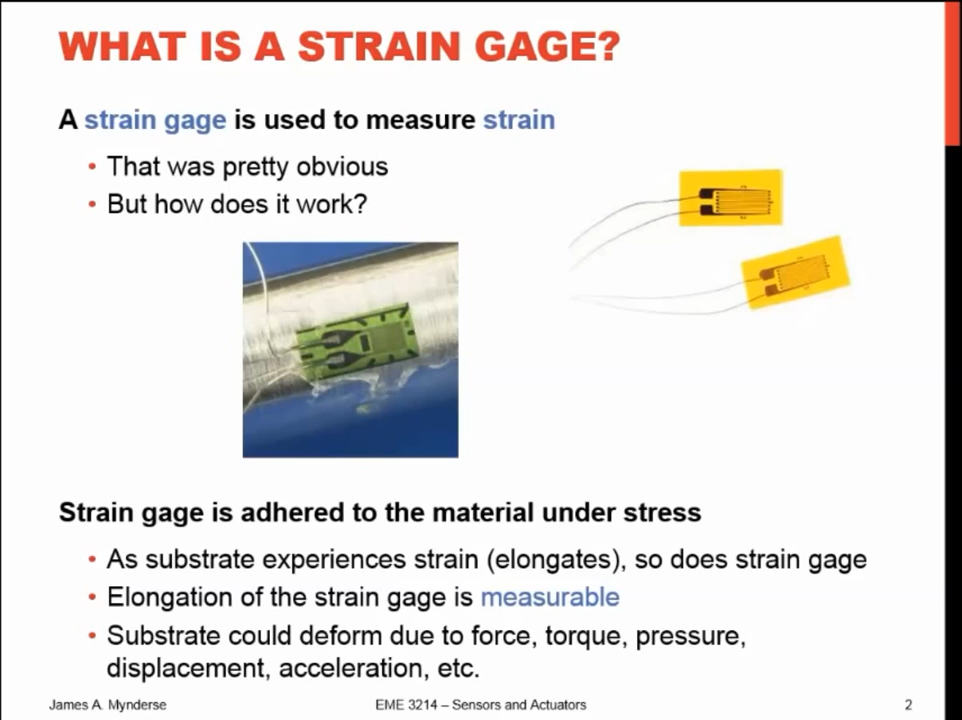 WHAT IS A STRAIN GAGE?
A strain gage is used to measure strain
• That was pretty obvious
• But how does it work?
Strain gage is adhered to the material under stress
• As substrate experiences strain (elongates), so does strain gage
• Elongation of the strain gage is measurable
• Substrate could deform due to force, torque, pressure,
displacement, acceleration, etc.
James A. Mynderse
EME 3214 – Sensors and Actuators
2